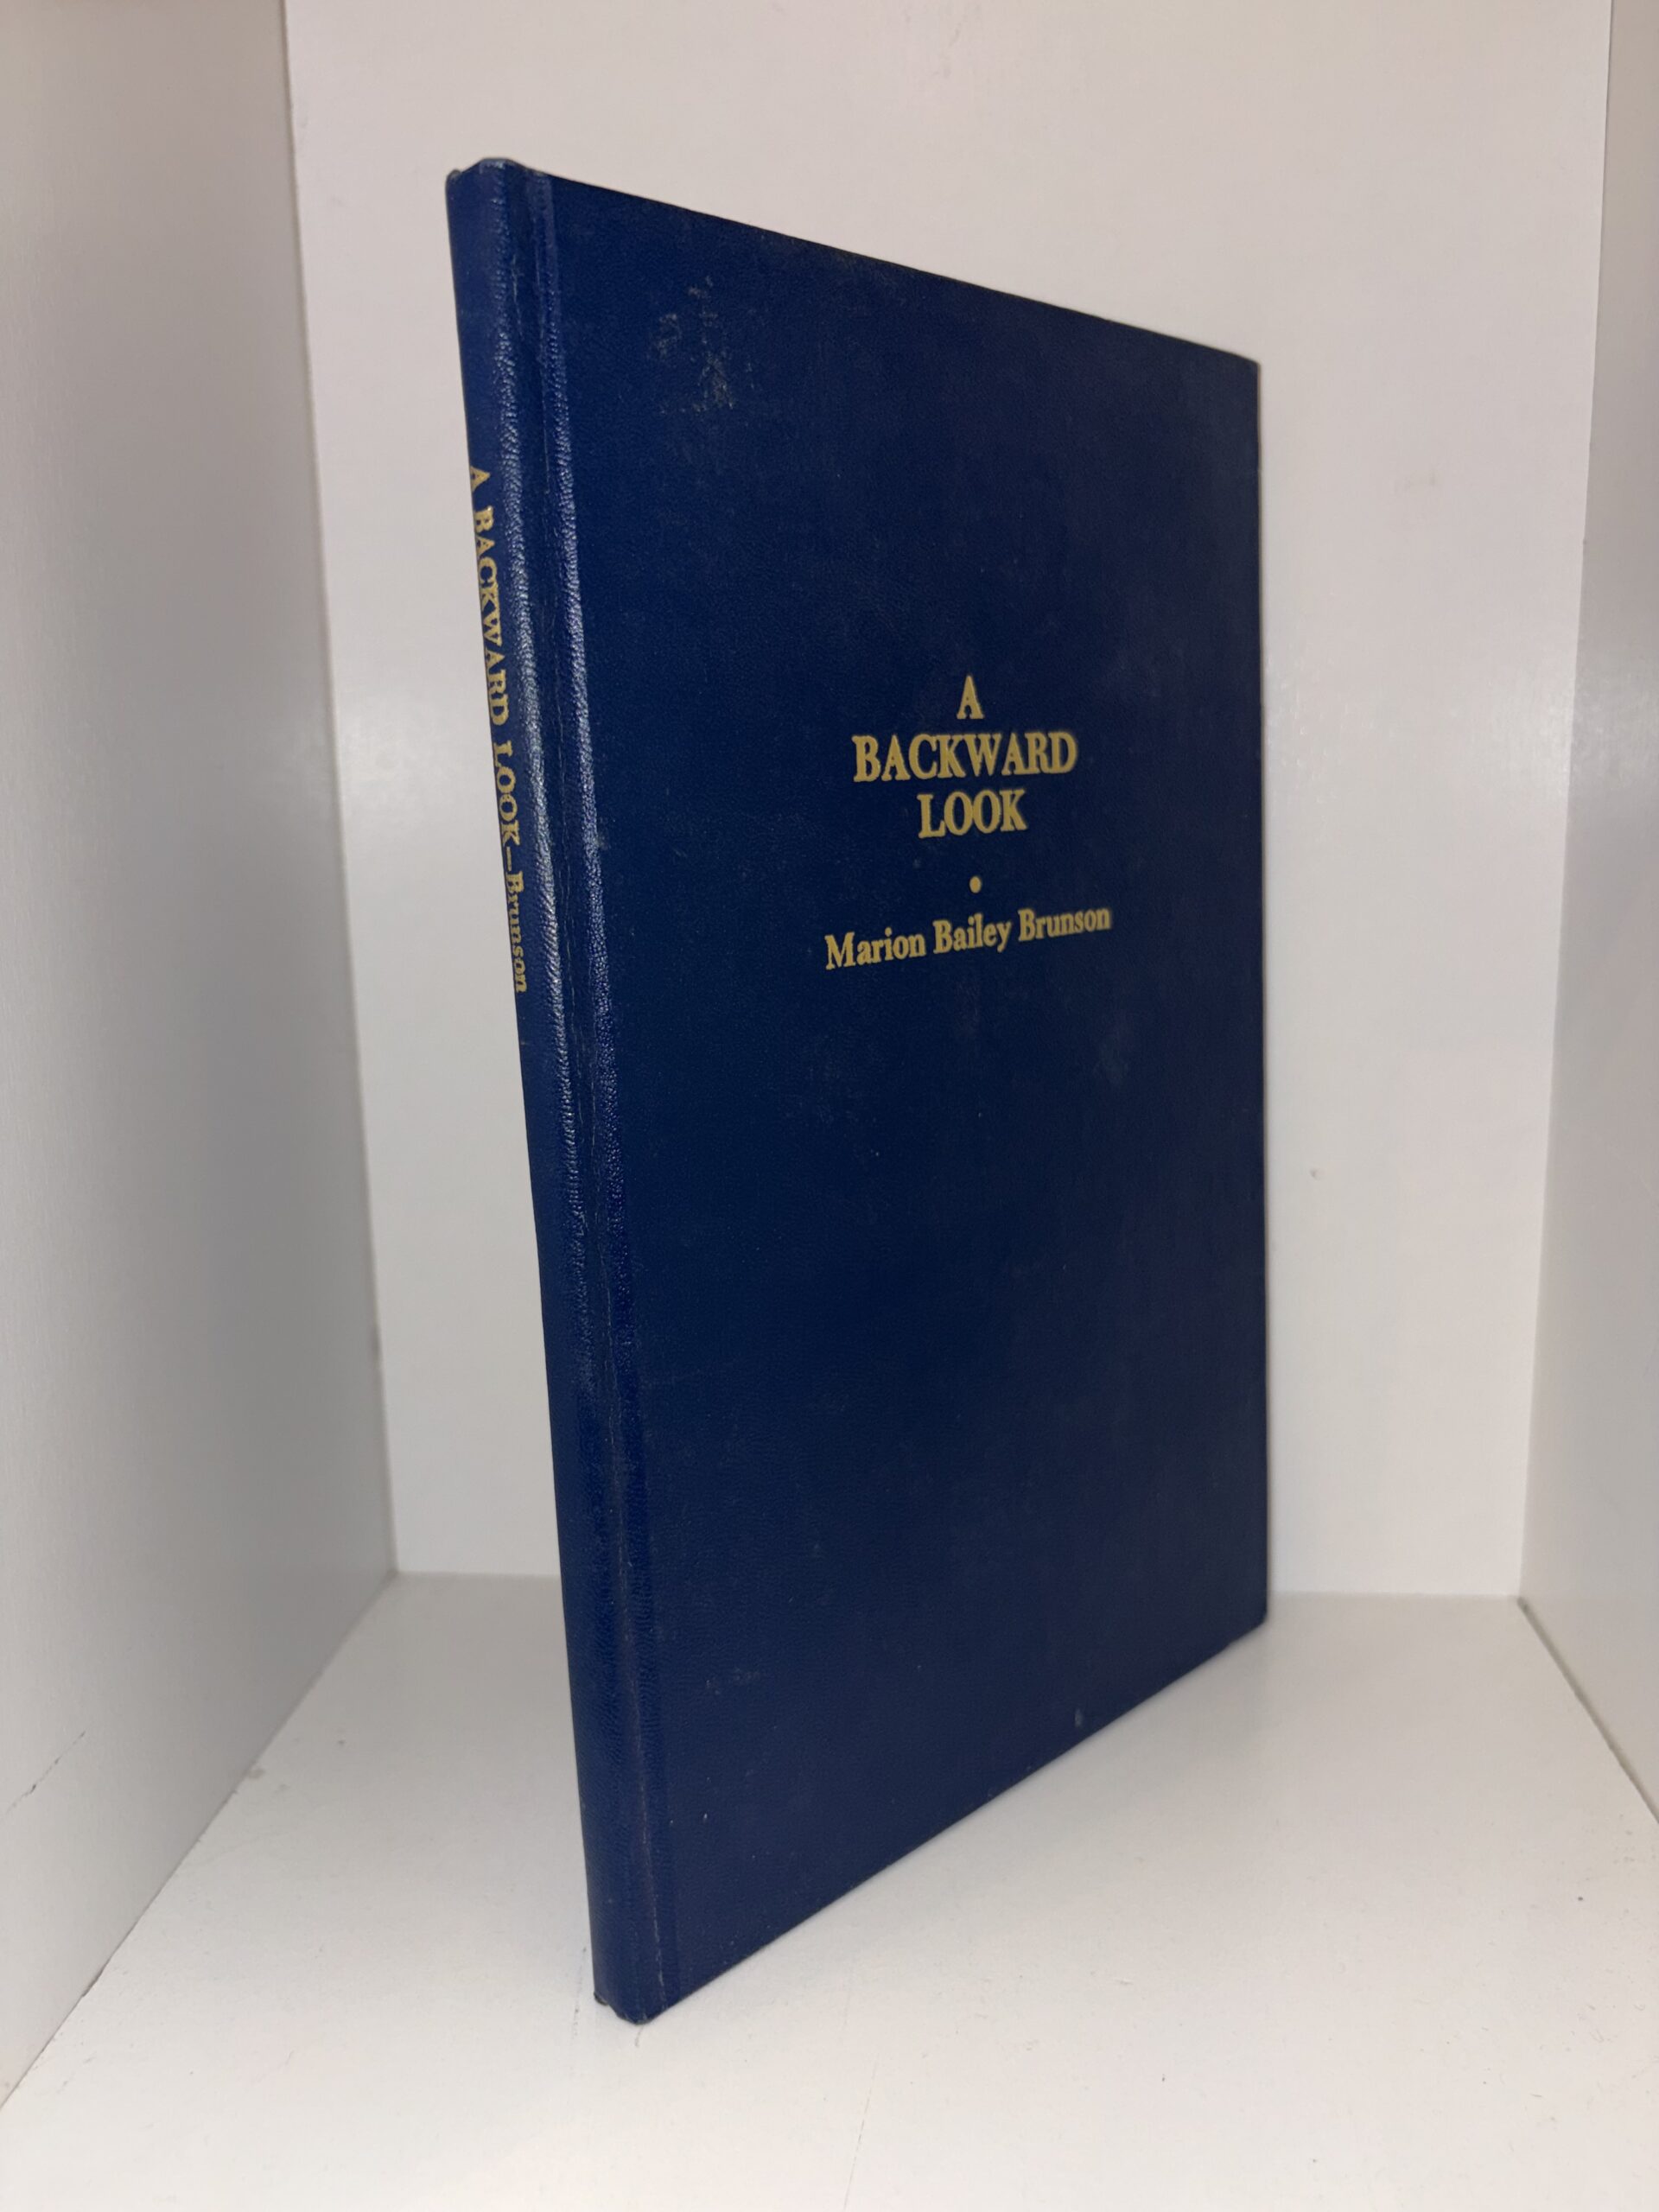 A BACKWARD LOOK—Brunson
A
BACKWARD
LOOK
•
Marion Bailey Brunson